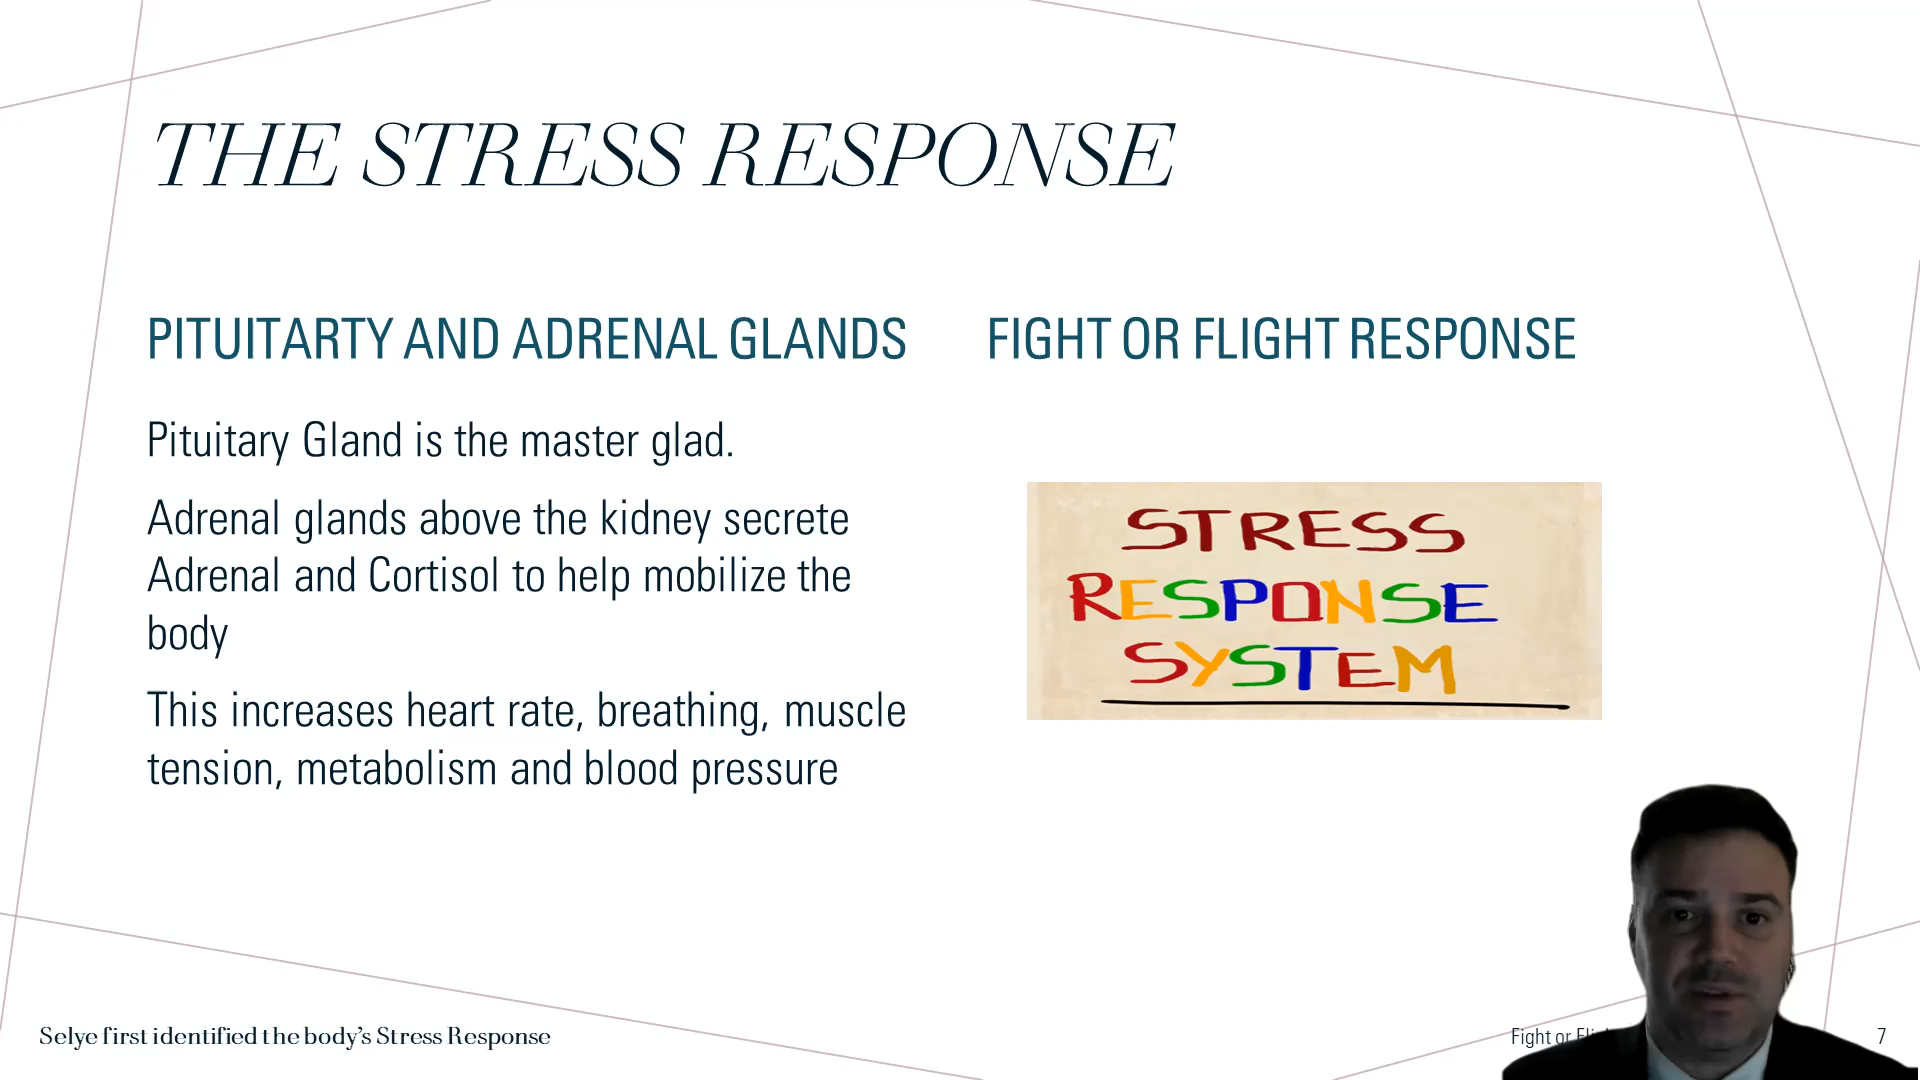 THE STRESS RESPONSE
PITUITARTY AND ADRENAL GLANDS
Pituitary Gland is the master glad.
Adrenal glands above the kidney secrete
Adrenal and Cortisol to help mobilize the
body
This increases heart rate, breathing, muscle
tension, metabolism and blood pressure
FIGHT OR FLIGHT RESPONSE
STRESS
RESPONSE
SYSTEM
Selye first identified the body’s Stress Response
Fight or
7